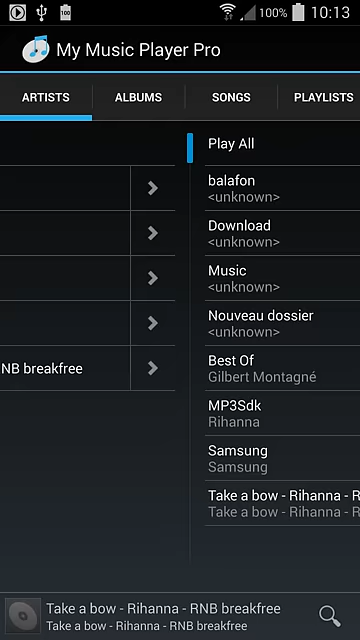 100
100%
10:13
My Music Player Pro
ARTISTS
ALBUMS
SONGS
PLAYLISTS
RNB breakfree
Play All
balafon
<unknown>
Download
<unknown>
Music
<unknown>
Nouveau dossier
<unknown>
Best Of
Gilbert Montagné
MP3Sdk
Rihanna
Samsung
Samsung
Take a bow - Rihanna - R
Take a bow - Rihanna - R
Take a bow - Rihanna - RNB breakfree
Take a bow - Rihanna - RNB breakfree